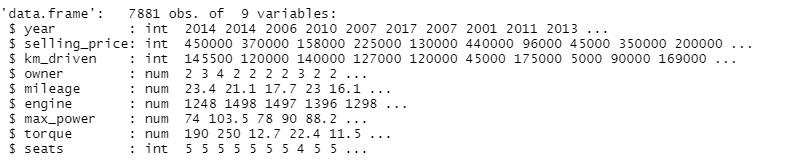 'data.frame':   7881 obs. of  9 variables:
 $ year         : int  2014 2014 2006 2010 2007 2017 2007 2001 2011 2013 ...
 $ selling_price: int  450000 370000 158000 225000 130000 440000 96000 45000 350000 200000 ...
 $ km_driven    : int  145500 120000 140000 127000 120000 45000 175000 5000 90000 169000 ...
 $ owner        : num  2 3 4 2 2 2 2 3 2 2 ...
 $ mileage      : num  23.4 21.1 17.7 23 16.1 ...
 $ engine       : num  1248 1498 1497 1396 1298 ...
 $ max_power    : num  74 103.5 78 90 88.2 ...
 $ torque       : num  190 250 12.7 22.4 11.5 ...
 $ seats        : int  5 5 5 5 5 5 5 4 5 5 ...